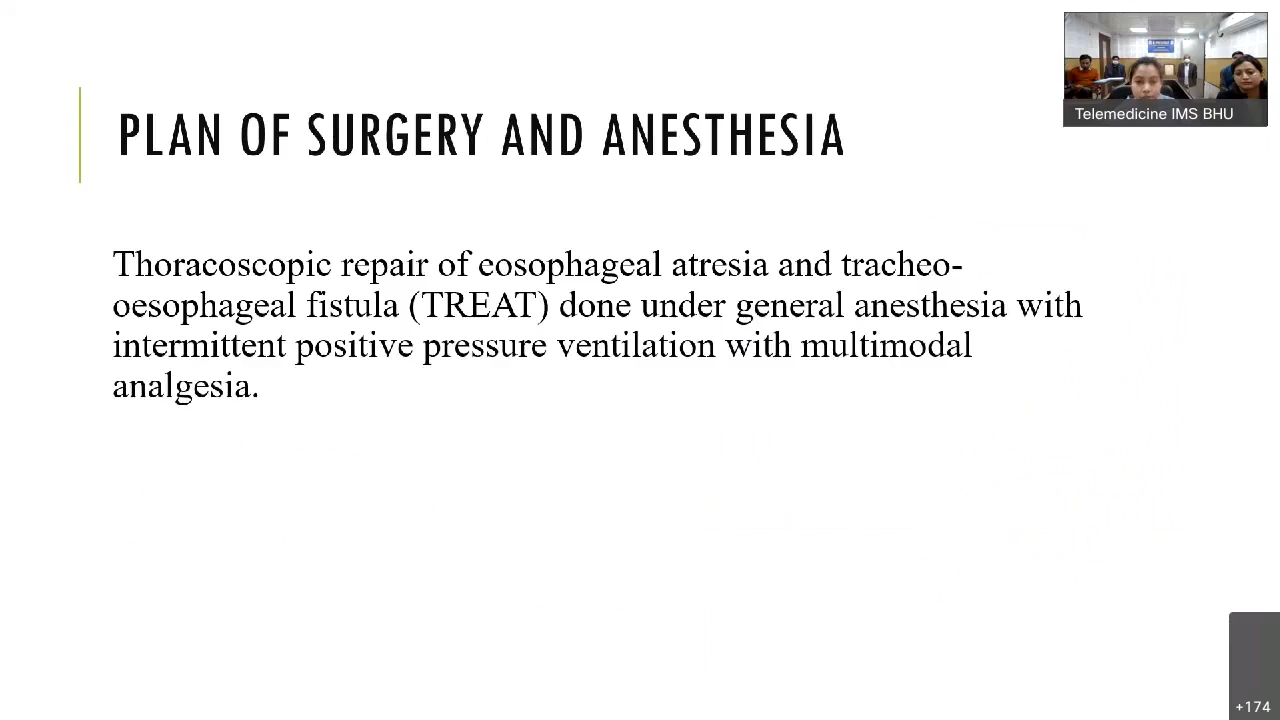 PLAN OF SURGERY AND ANESTHESIA
Telemedicine IMS BHU
Thoracoscopic repair of eosophageal atresia and tracheo-
oesophageal fistula (TREAT) done under general anesthesia with
intermittent positive pressure ventilation with multimodal
analgesia.
+174